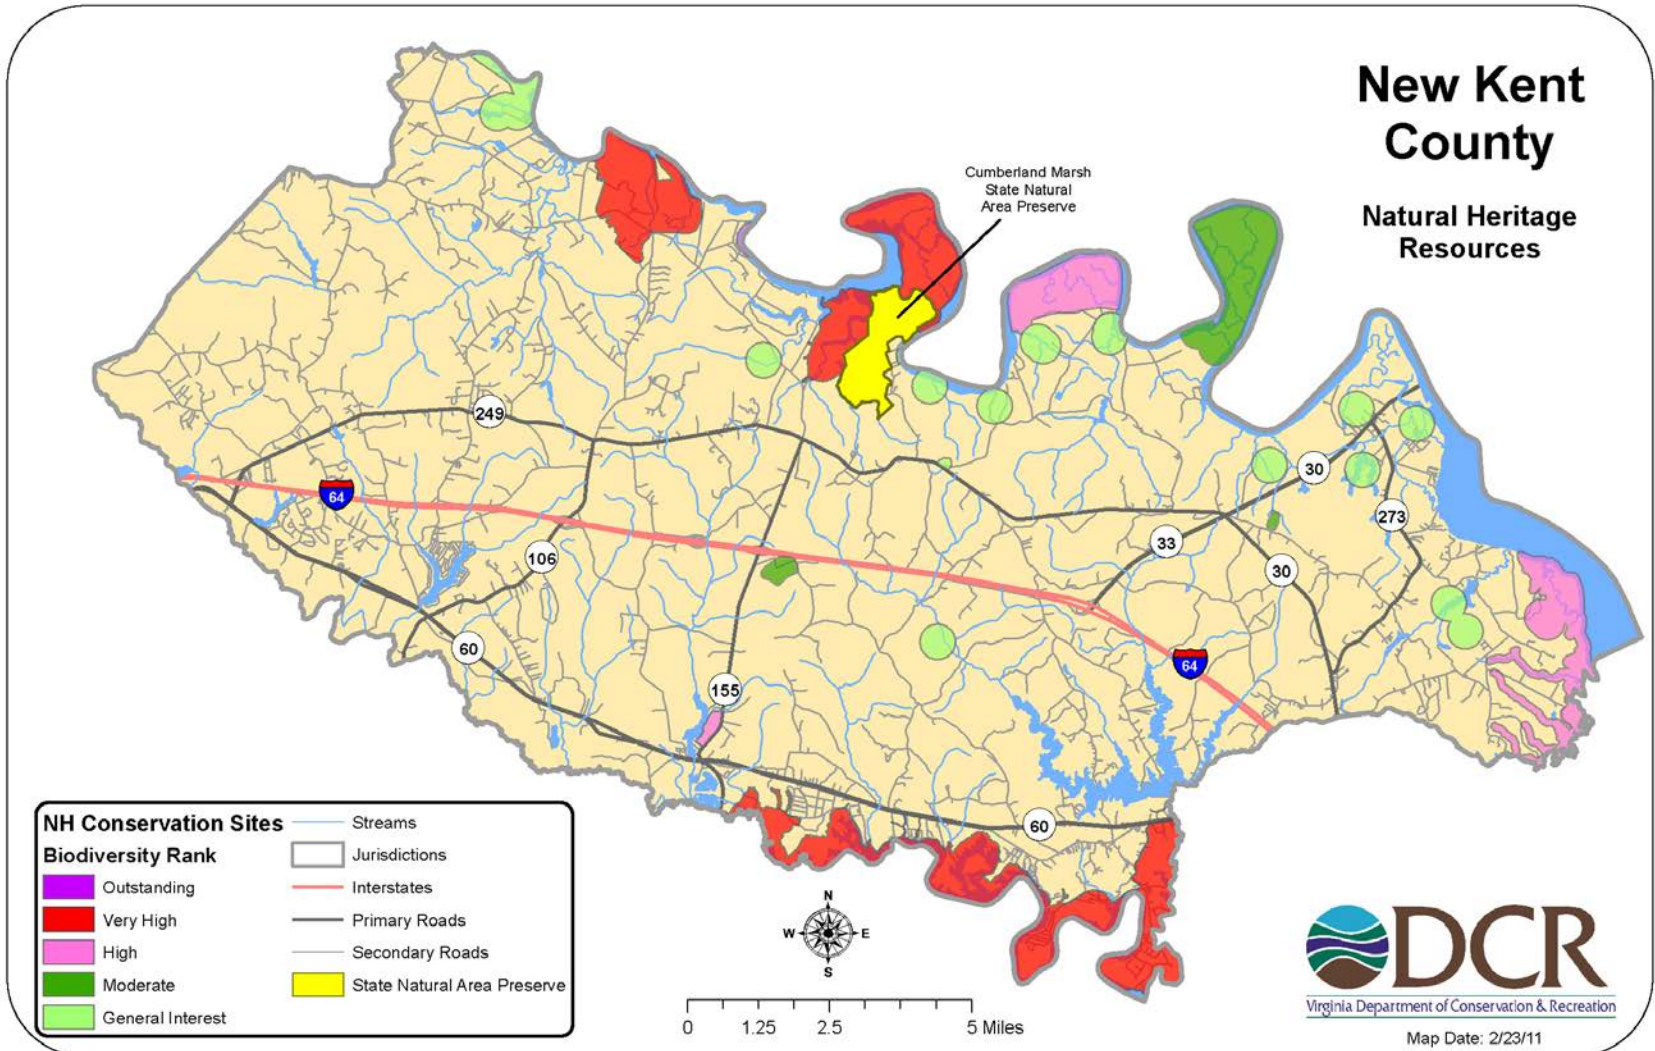 New Kent
County
Natural Heritage
Resources
Cumberland Marsh
State Natural
Area Preserve
249
64
106
60
155
30
33
273
30
64
60
NH Conservation Sites
Biodiversity Rank
Outstanding
Very High
High
Moderate
General Interest
Streams
Jurisdictions
Interstates
Primary Roads
Secondary Roads
State Natural Area Preserve
N
W E
S
0 1.25 2.5 5 Miles
DCR
Virginia Department of Conservation & Recreation
Map Date: 2/23/11